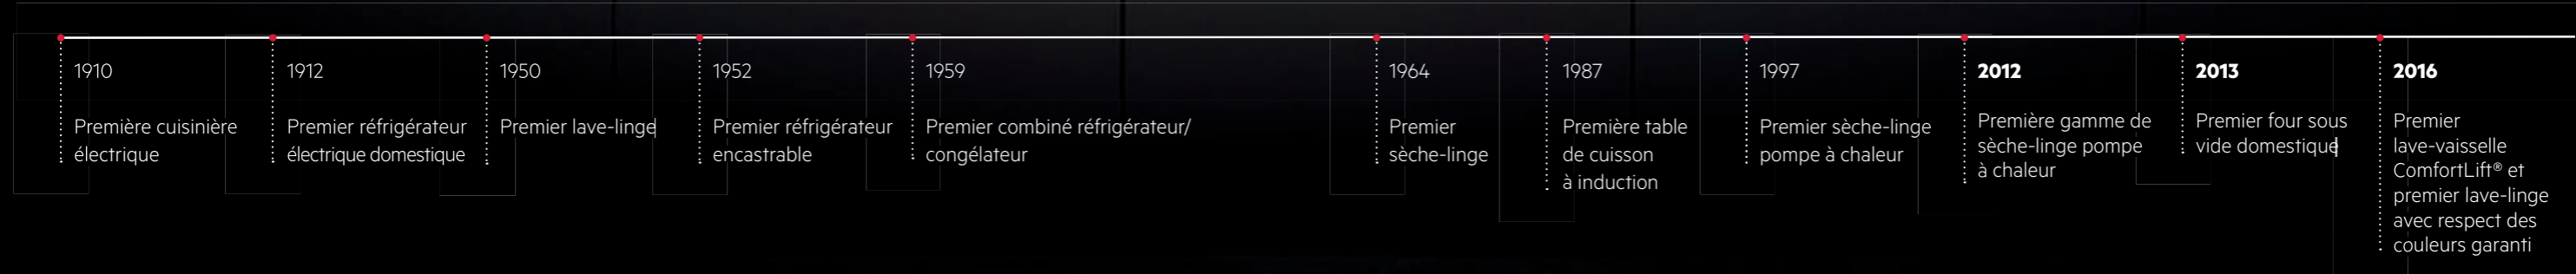 1910
Première cuisinière
électrique
1912
Premier réfrigérateur
électrique domestique
1950
Premier lave-linge
1952
Premier réfrigérateur
encastrable
1959
Premier combiné réfrigérateur/
congélateur
1964
Premier
sèche-linge
1987
Première table
de cuisson
à induction
1997
Premier sèche-linge
pompe à chaleur
2012
Première gamme de
sèche-linge pompe
à chaleur
2013
Premier four sous
vide domestique
2016
Premier
lave-vaisselle
ComfortLift® et
premier lave-linge
avec respect des
couleurs garanti